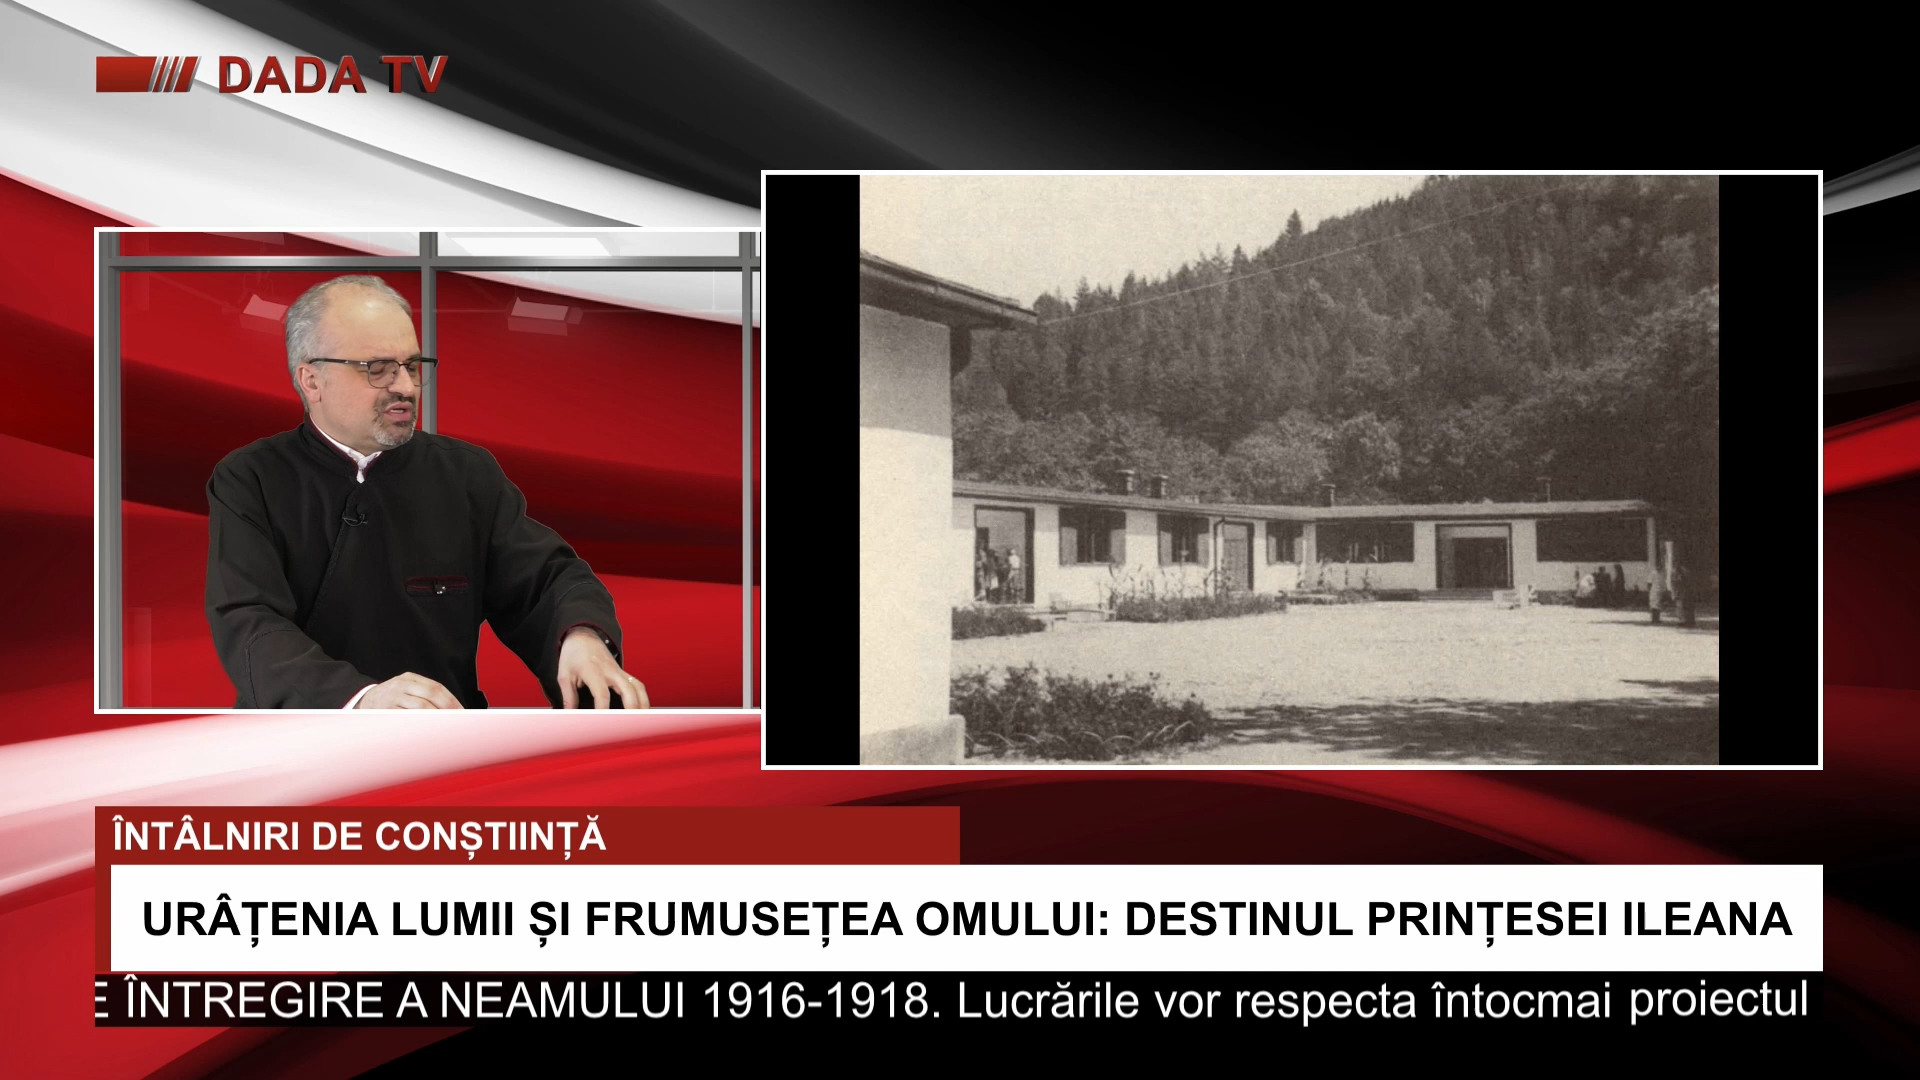 DADA TV
ÎNTÂLNIRI DE CONȘTIINȚĂ
URÂȚENIA LUMII ȘI FRUMUSEȚEA OMULUI: DESTINUL PRINȚESEI ILEANA
E ÎNTREGIRE A NEAMULUI 1916-1918. Lucrările vor respecta întocmai proiectul